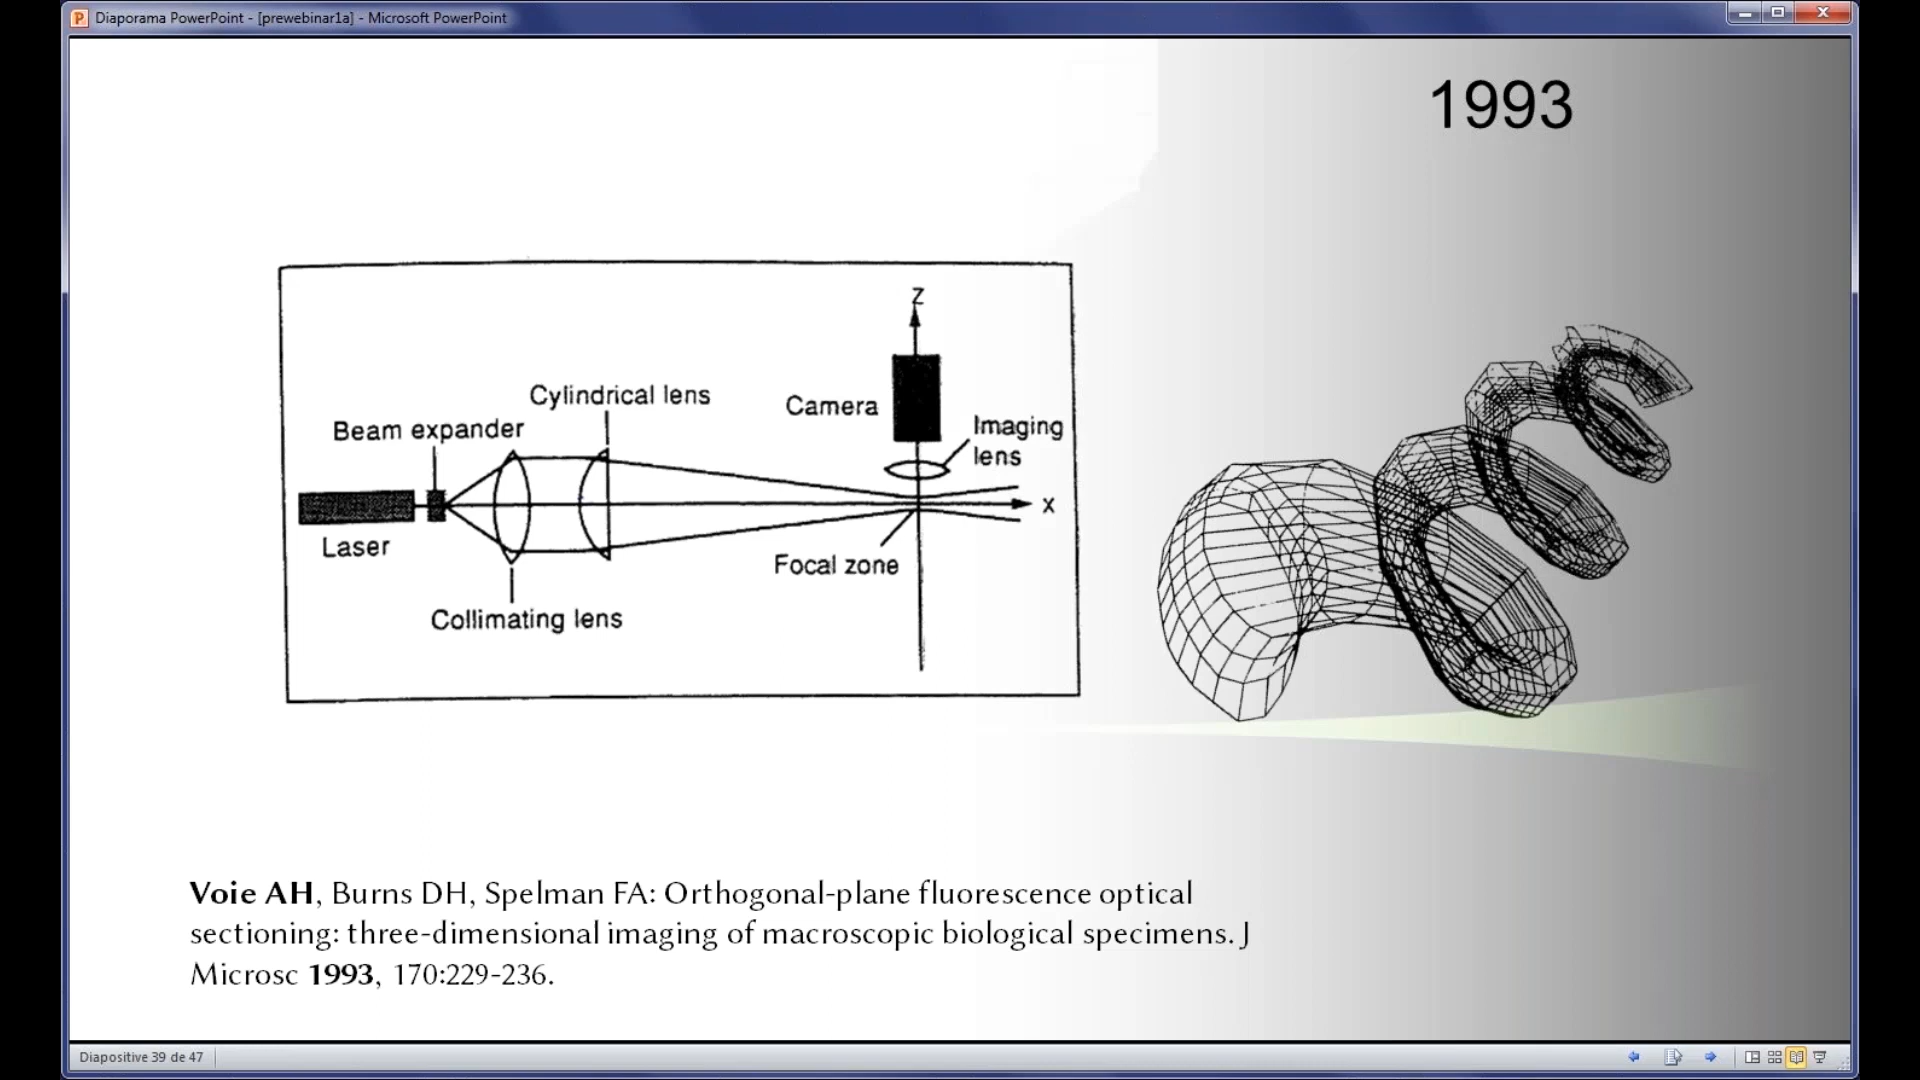 Diaporama PowerPoint - [prewebinar1a] - Microsoft PowerPoint
1993
Z
Cylindrical lens
Camera
Beam expander
Imaging
lens
X
Laser
Focal zone
Collimating lens
Voie AH, Burns DH, Spelman FA: Orthogonal-plane fluorescence optical
sectioning: three-dimensional imaging of macroscopic biological specimens. J
Microsc 1993, 170:229-236.
Diapositive 39 de 47